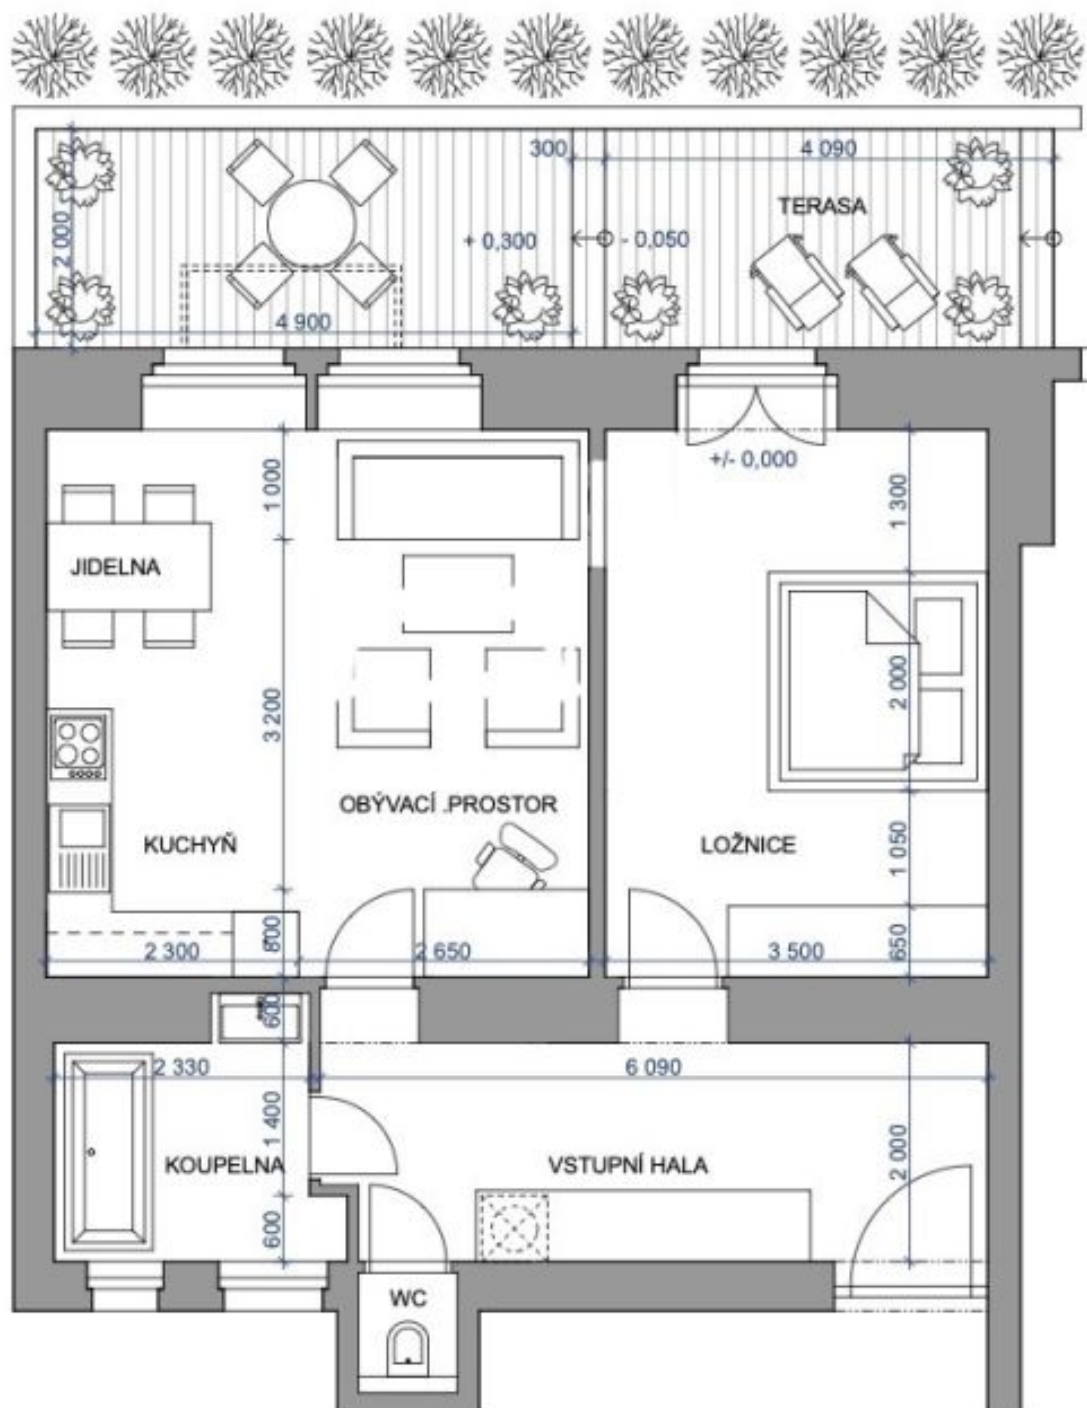 300
4 090
TERASA
2 000
+ 0,300
- 0,050
4 900
+/- 0,000
1 000
1 300
JIDELNA
3 200
2 000
OBÝVACÍ .PROSTOR
KUCHYŇ
LOŽNICE
1 050
800
2 300
2 650
3 500
650
600
2 330
6 090
1 400
2 000
KOUPELNA
VSTUPNÍ HALA
600
WC